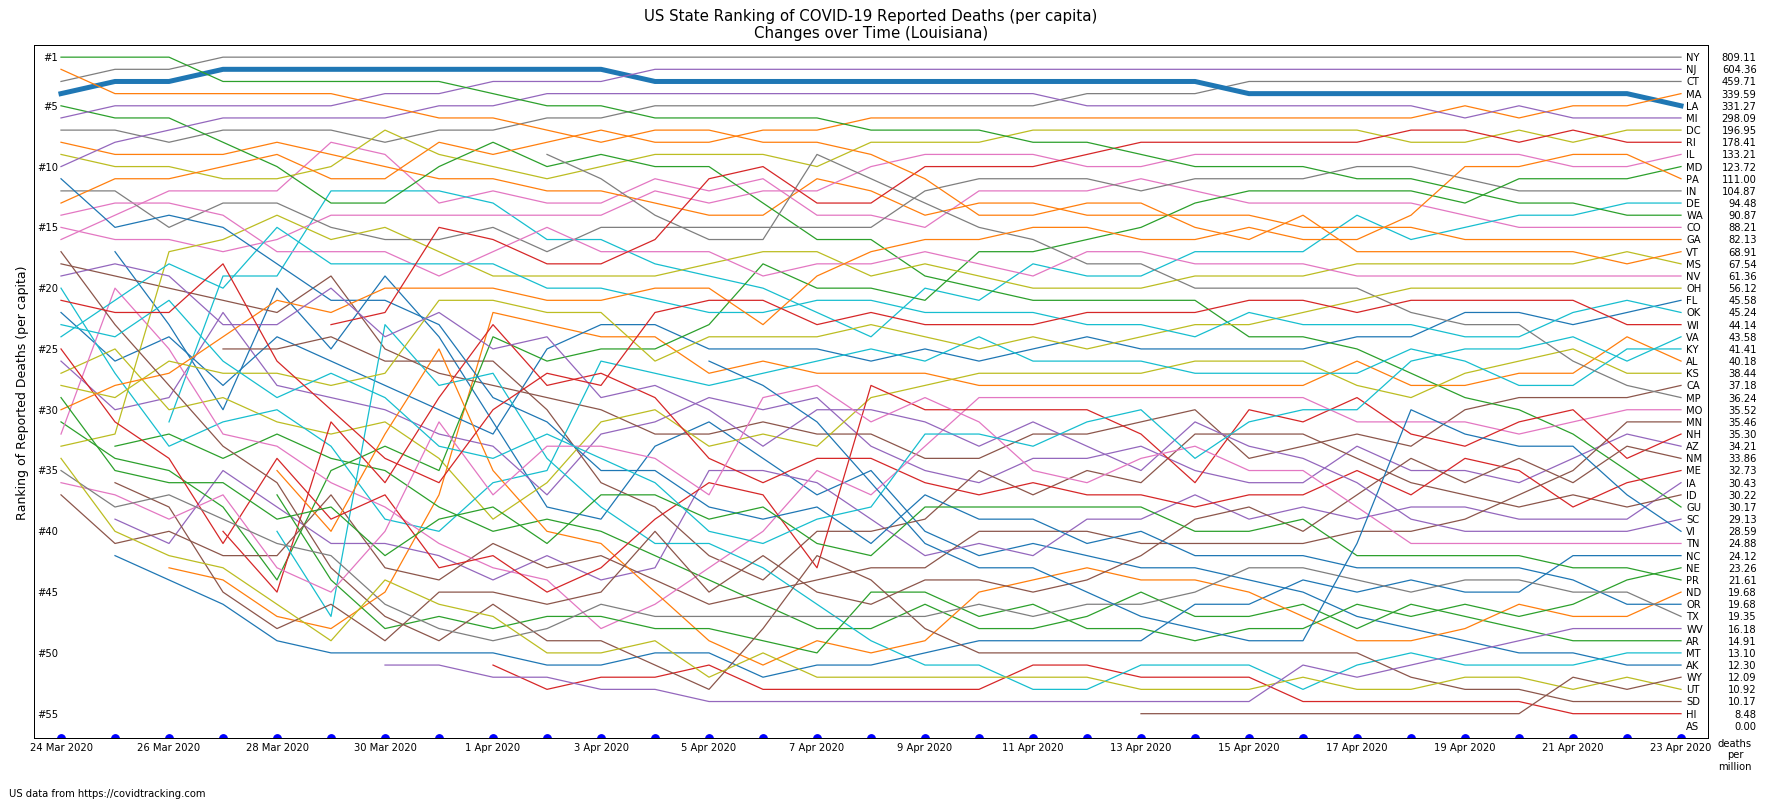 US State Ranking of COVID-19 Reported Deaths (per capita)
Changes over Time (Louisiana)
Ranking of Reported Deaths (per capita)
#1
#5
#10
#15
#20
#25
#30
#35
#40
#45
#50
#55
NY 809.11
NJ 604.36
CT 459.71
MA 339.59
LA 331.27
MI 298.09
DC 196.95
RI 178.41
IL 133.21
MD 123.72
PA 111.00
IN 104.87
DE 94.48
WA 90.87
CO 88.21
GA 82.13
VT 68.91
MS 67.54
NV 61.36
OH 56.12
FL 45.58
OK 45.24
WI 44.14
VA 43.58
KY 41.41
AL 40.18
KS 38.44
CA 37.18
MP 36.24
MO 35.52
MN 35.46
NH 35.30
AZ 34.21
NM 33.86
ME 32.73
IA 30.43
ID 30.22
GU 30.17
SC 29.13
VI 28.59
TN 24.88
NC 24.12
NE 23.26
PR 21.61
ND 19.68
OR 19.68
TX 19.35
WV 16.18
AR 14.91
MT 13.10
AK 12.30
WY 12.09
UT 10.92
SD 10.17
HI 8.48
AS 0.00
24 Mar 2020 26 Mar 2020 28 Mar 2020 30 Mar 2020 1 Apr 2020 3 Apr 2020 5 Apr 2020 7 Apr 2020 9 Apr 2020 11 Apr 2020 13 Apr 2020 15 Apr 2020 17 Apr 2020 19 Apr 2020 21 Apr 2020 23 Apr 2020
deaths
per
million
US data from https://covidtracking.com